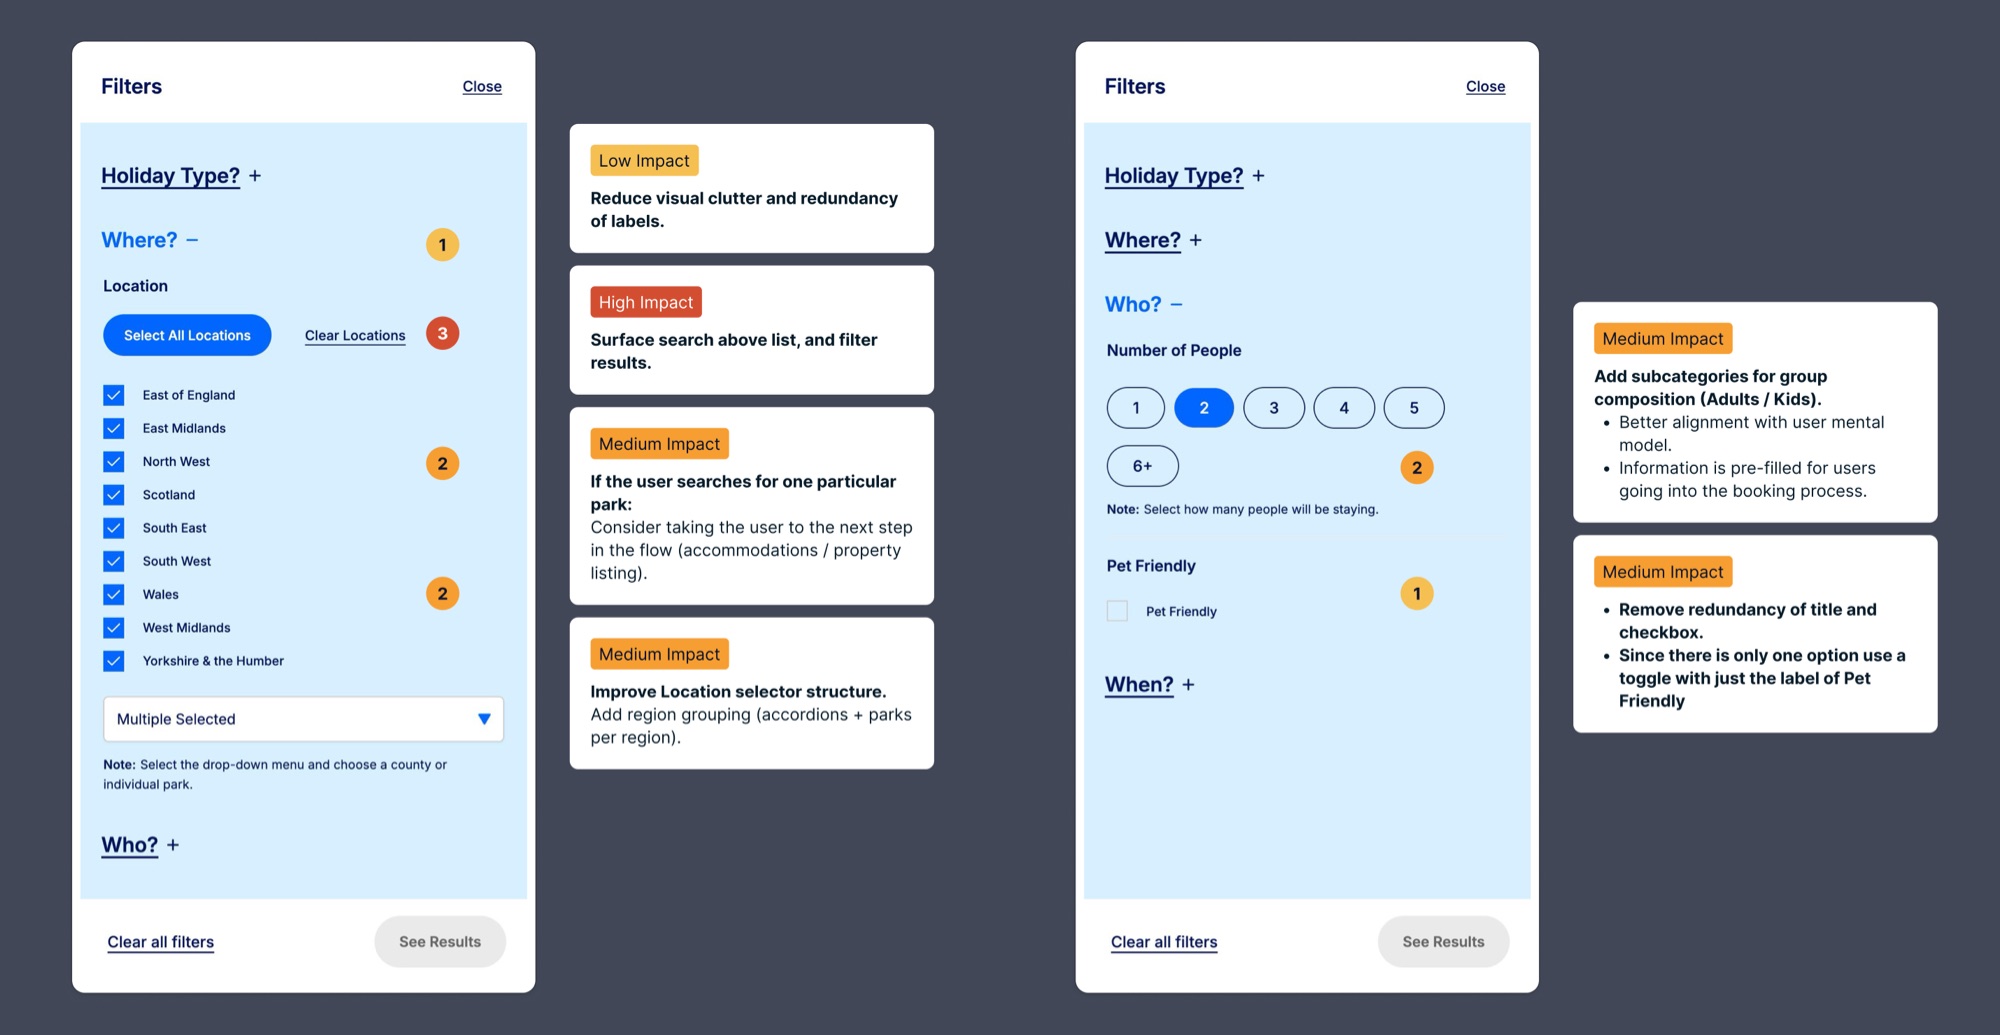 Filters
Close
Holiday Type? +
Where? −
1
Location
Select All Locations
Clear Locations
3
East of England
East Midlands
North West
2
Scotland
South East
South West
Wales
2
West Midlands
Yorkshire & the Humber
Multiple Selected
Note: Select the drop-down menu and choose a county or
individual park.
Who? +
Clear all filters
See Results
Low Impact
Reduce visual clutter and redundancy
of labels.
High Impact
Surface search above list, and filter
results.
Medium Impact
If the user searches for one particular
park:
Consider taking the user to the next step
in the flow (accommodations / property
listing).
Medium Impact
Improve Location selector structure.
Add region grouping (accordions + parks
per region).
Filters
Close
Holiday Type? +
Where? +
Who? −
Number of People
1
2
3
4
5
6+
2
Note: Select how many people will be staying.
Pet Friendly
1
Pet Friendly
When? +
Clear all filters
See Results
Medium Impact
Add subcategories for group
composition (Adults / Kids).
• Better alignment with user mental
model.
• Information is pre-filled for users
going into the booking process.
Medium Impact
• Remove redundancy of title and
checkbox.
• Since there is only one option use a
toggle with just the label of Pet
Friendly